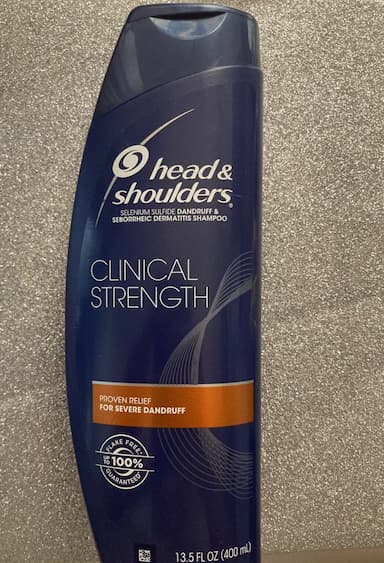 head &
shoulders®
SELENIUM SULFIDE DANDRUFF &
SEBORRHEIC DERMATITIS SHAMPOO
CLINICAL
STRENGTH
PROVEN RELIEF
FOR SEVERE DANDRUFF
FLAKE FREE*
UP TO 100%
GUARANTEED*
13.5 FL OZ (400 mL)